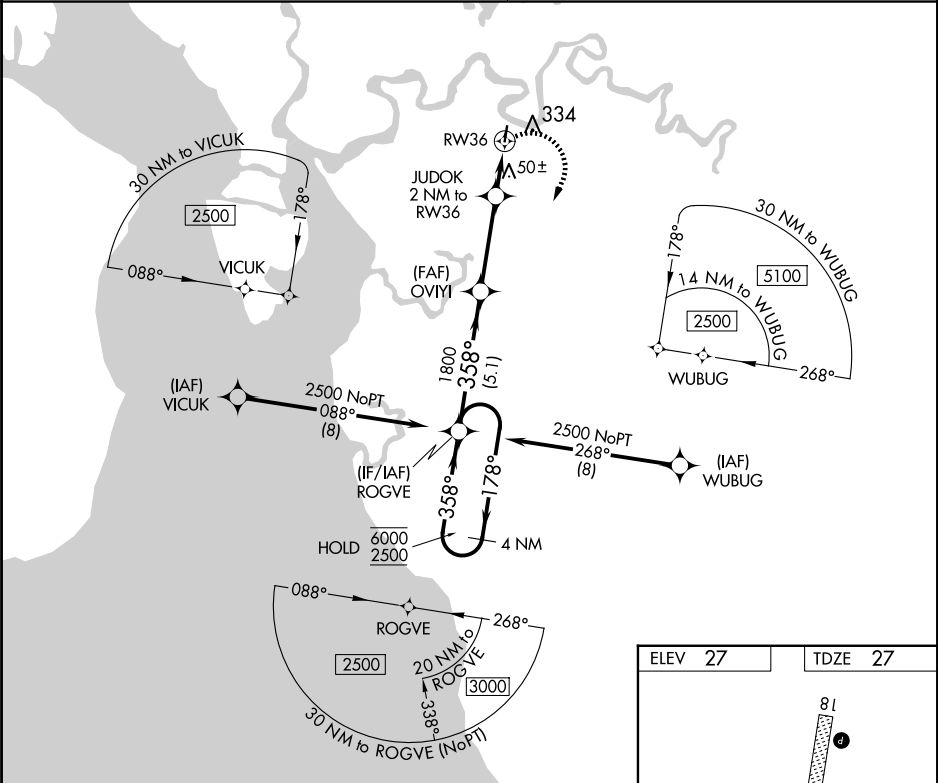 334
RW36
50±
JUDOK
2 NM to
RW36
30 NM to VICUK
2500
178°
088°
VICUK
(FAF)
OVIYI
30 NM to WUBUG
178°
5100
14 NM to WUBUG
2500
268°
WUBUG
1800
358°
(5.1)
(IAF)
VICUK
2500 NoPT
088°
(8)
2500 NoPT
268°
(8)
(IAF)
WUBUG
(IF/IAF)
ROGVE
358°
178°
HOLD
6000
2500
4 NM
088°
268°
ROGVE
2500
20 NM to
ROGVE
3000
338°
30 NM to ROGVE (NoPT)
ELEV 27
TDZE 27
18
P